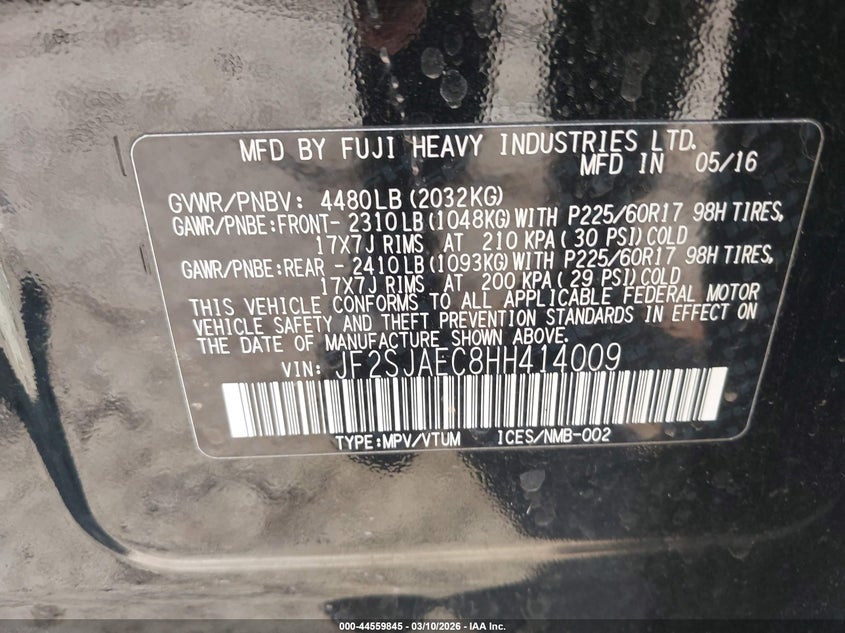 MFD BY FUJI HEAVY INDUSTRIES LTD.
MFD IN 05/16
GVWR/PNBV: 4480LB (2032KG)
GAWR/PNBE:FRONT- 2310LB (1048KG) WITH P225/60R17 98H TIRES,
17X7J RIMS AT 210 KPA ( 30 PSI) COLD
GAWR/PNBE:REAR - 2410LB (1093KG) WITH P225/60R17 98H TIRES,
17X7J RIMS AT 200 KPA ( 29 PSI) COLD
THIS VEHICLE CONFORMS TO ALL APPLICABLE FEDERAL MOTOR
VEHICLE SAFETY AND THEFT PREVENTION STANDARDS IN EFFECT ON
THE DATE OF MANUFACTURE SHOWN ABOVE.
VIN: JF2SJAEC8HH414009
TYPE:MPV/VTUM ICES/NMB-002
000-44559845 - 03/10/2026 - IAA Inc.